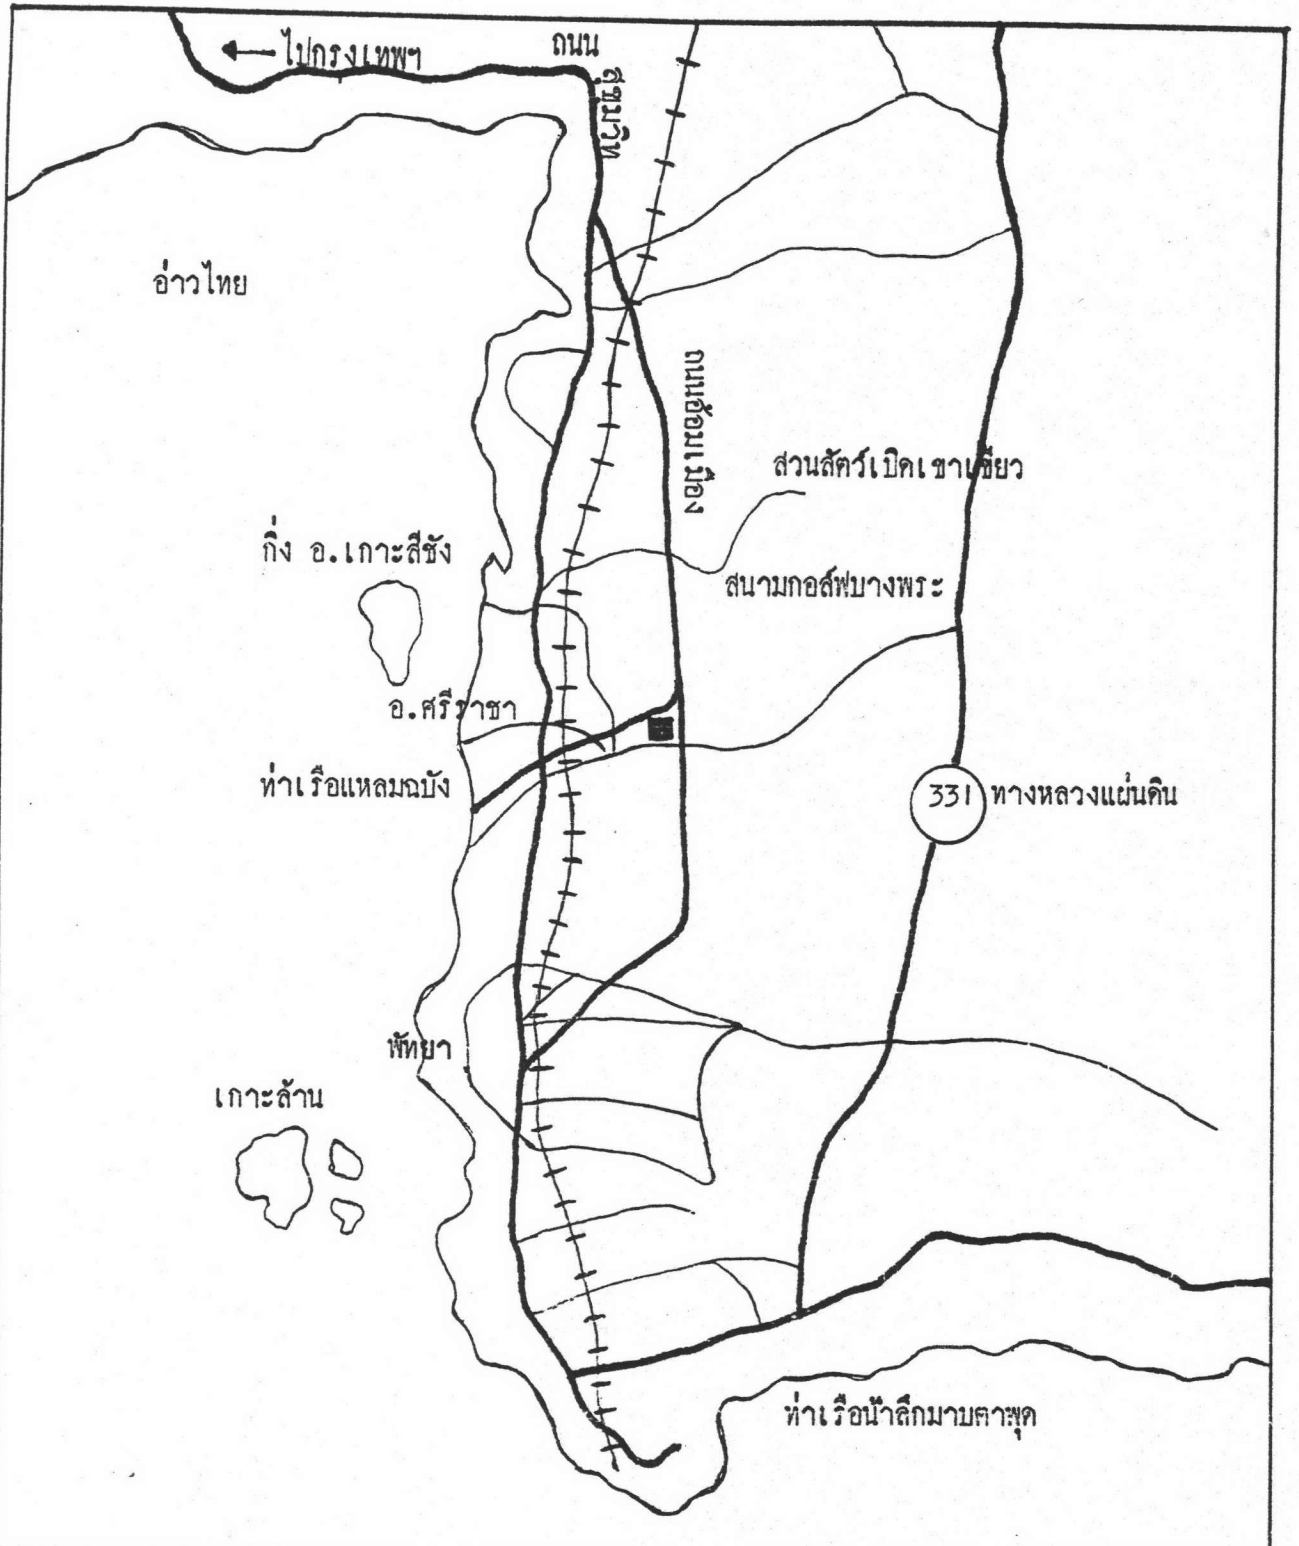 ไปกรุงเทพฯ
ถนน
สุขุมวิท
อ่าวไทย
ถนนอ้อมเมือง
สวนสัตว์เปิดเขาเขียว
กิ่ง อ.เกาะสีชัง
สนามกอล์ฟบางพระ
อ.ศรีราชา
ท่าเรือแหลมฉบัง
331 ทางหลวงแผ่นดิน
พัทยา
เกาะล้าน
ท่าเรือน้ำลึกมาบตาพุด